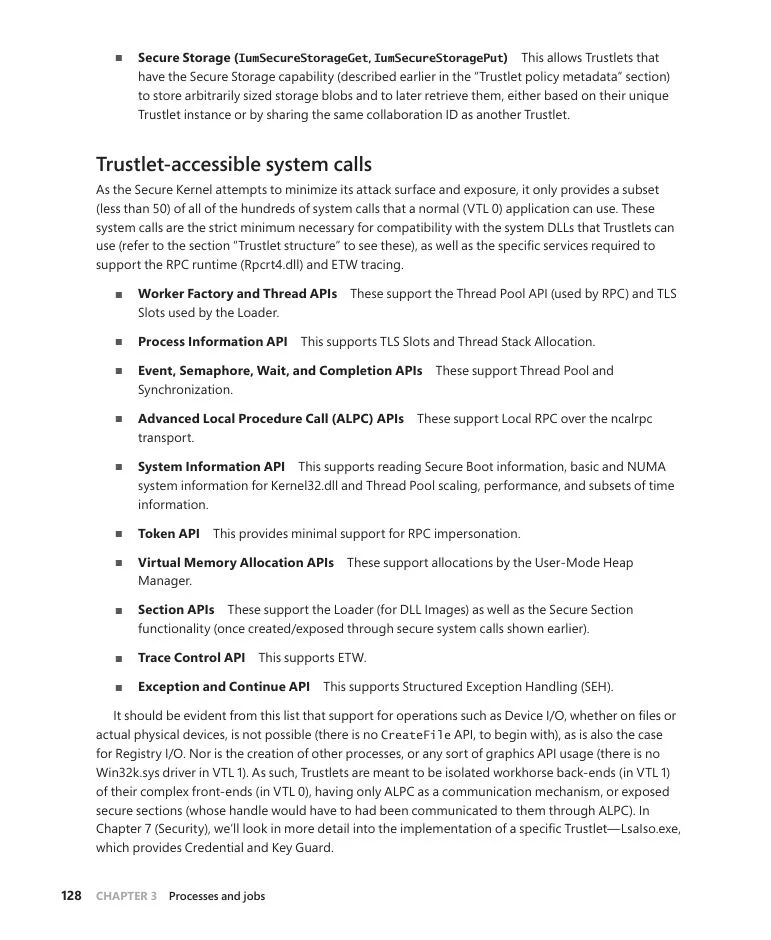 ■ Secure Storage (IumSecureStorageGet, IumSecureStoragePut) This allows Trustlets that
have the Secure Storage capability (described earlier in the “Trustlet policy metadata” section)
to store arbitrarily sized storage blobs and to later retrieve them, either based on their unique
Trustlet instance or by sharing the same collaboration ID as another Trustlet.
Trustlet-accessible system calls
As the Secure Kernel attempts to minimize its attack surface and exposure, it only provides a subset
(less than 50) of all of the hundreds of system calls that a normal (VTL 0) application can use. These
system calls are the strict minimum necessary for compatibility with the system DLLs that Trustlets can
use (refer to the section “Trustlet structure” to see these), as well as the specific services required to
support the RPC runtime (Rpcrt4.dll) and ETW tracing.
■ Worker Factory and Thread APIs These support the Thread Pool API (used by RPC) and TLS
Slots used by the Loader.
■ Process Information API This supports TLS Slots and Thread Stack Allocation.
■ Event, Semaphore, Wait, and Completion APIs These support Thread Pool and
Synchronization.
■ Advanced Local Procedure Call (ALPC) APIs These support Local RPC over the ncalrpc
transport.
■ System Information API This supports reading Secure Boot information, basic and NUMA
system information for Kernel32.dll and Thread Pool scaling, performance, and subsets of time
information.
■ Token API This provides minimal support for RPC impersonation.
■ Virtual Memory Allocation APIs These support allocations by the User-Mode Heap
Manager.
■ Section APIs These support the Loader (for DLL Images) as well as the Secure Section
functionality (once created/exposed through secure system calls shown earlier).
■ Trace Control API This supports ETW.
■ Exception and Continue API This supports Structured Exception Handling (SEH).
It should be evident from this list that support for operations such as Device I/O, whether on files or
actual physical devices, is not possible (there is no CreateFile API, to begin with), as is also the case
for Registry I/O. Nor is the creation of other processes, or any sort of graphics API usage (there is no
Win32k.sys driver in VTL 1). As such, Trustlets are meant to be isolated workhorse back-ends (in VTL 1)
of their complex front-ends (in VTL 0), having only ALPC as a communication mechanism, or exposed
secure sections (whose handle would have to had been communicated to them through ALPC). In
Chapter 7 (Security), we’ll look in more detail into the implementation of a specific Trustlet—LsaIso.exe,
which provides Credential and Key Guard.
128 CHAPTER 3 Processes and jobs